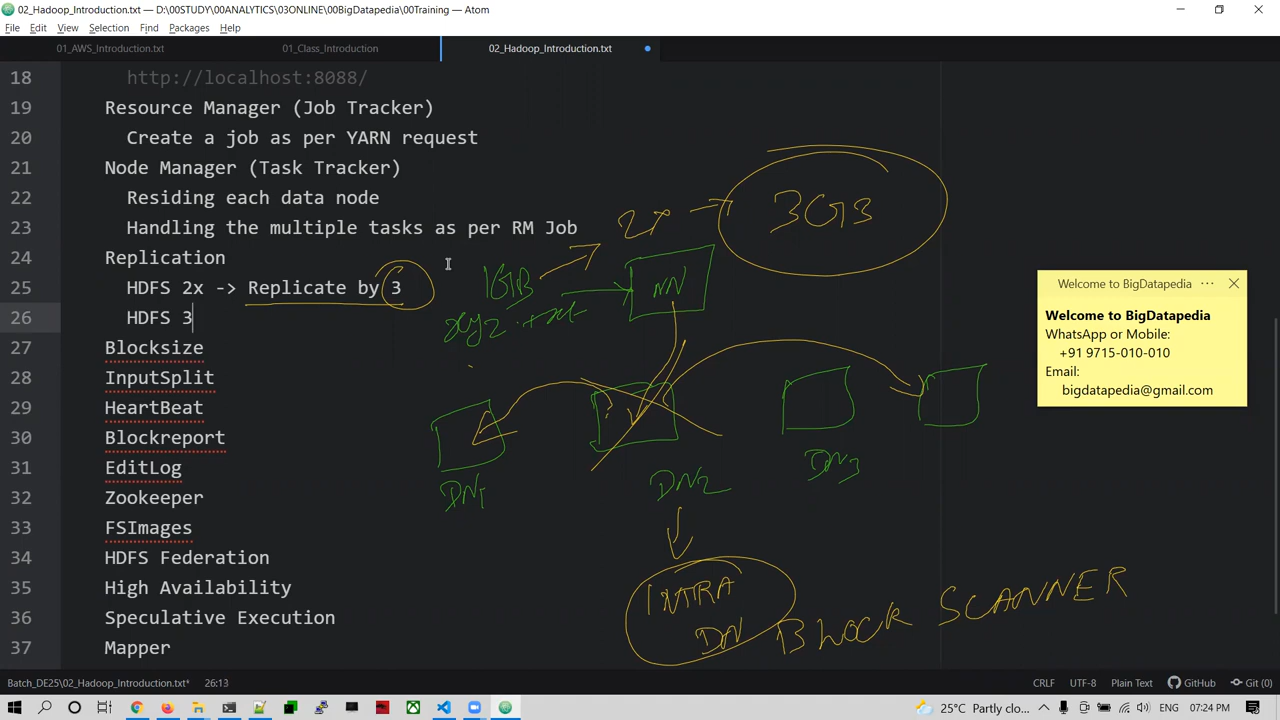 02_Hadoop_Introduction.txt — D:\00STUDY\00ANALYTICS\03ONLINE\00BigDatapedia\00Training — Atom
File Edit View Selection Find Packages Help
01_AWS_Introduction.txt 01_Class_Introduction 02_Hadoop_Introduction.txt
18 http://localhost:8088/
19 Resource Manager (Job Tracker)
20 Create a job as per YARN request
21 Node Manager (Task Tracker)
22 Residing each data node
23 Handling the multiple tasks as per RM Job
24 Replication
25 HDFS 2x -> Replicate by 3
26 HDFS 3
27 Blocksize
28 InputSplit
29 HeartBeat
30 Blockreport
31 EditLog
32 Zookeeper
33 FSImages
34 HDFS Federation
35 High Availability
36 Speculative Execution
37 Mapper
2x 3GB
1GB NN
xyz.txt
DN1 DN2 DN3
INTRA
DN BLOCK SCANNER
Welcome to BigDatapedia
Welcome to BigDatapedia
WhatsApp or Mobile:
+91 9715-010-010
Email:
bigdatapedia@gmail.com
Batch_DE25\02_Hadoop_Introduction.txt* 26:13 CRLF UTF-8 Plain Text GitHub Git (0)
25°C Partly clo... 07:24 PM